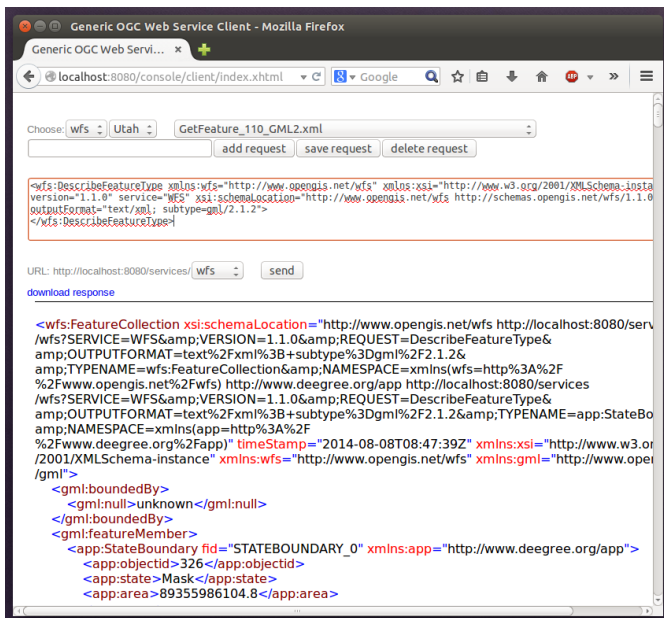 Generic OGC Web Service Client - Mozilla Firefox
Generic OGC Web Servi...
localhost:8080/console/client/index.xhtml
Google
ABP
Choose: wfs Utah GetFeature_110_GML2.xml
add request save request delete request
<wfs:DescribeFeatureType xmlns:wfs="http://www.opengis.net/wfs" xmlns:xsi="http://www.w3.org/2001/XMLSchema-insta
version="1.1.0" service="WFS" xsi:schemaLocation="http://www.opengis.net/wfs http://schemas.opengis.net/wfs/1.1.0
outputFormat="text/xml; subtype=gml/2.1.2">
</wfs:DescribeFeatureType>
URL: http://localhost:8080/services/ wfs send
download response
<wfs:FeatureCollection xsi:schemaLocation="http://www.opengis.net/wfs http://localhost:8080/serv
/wfs?SERVICE=WFS&amp;VERSION=1.1.0&amp;REQUEST=DescribeFeatureType&
amp;OUTPUTFORMAT=text%2Fxml%3B+subtype%3Dgml%2F2.1.2&
amp;TYPENAME=wfs:FeatureCollection&amp;NAMESPACE=xmlns(wfs=http%3A%2F
%2Fwww.opengis.net%2Fwfs) http://www.deegree.org/app http://localhost:8080/services
/wfs?SERVICE=WFS&amp;VERSION=1.1.0&amp;REQUEST=DescribeFeatureType&
amp;OUTPUTFORMAT=text%2Fxml%3B+subtype%3Dgml%2F2.1.2&amp;TYPENAME=app:StateBo
amp;NAMESPACE=xmlns(app=http%3A%2F
%2Fwww.deegree.org%2Fapp)" timeStamp="2014-08-08T08:47:39Z" xmlns:xsi="http://www.w3.or
/2001/XMLSchema-instance" xmlns:wfs="http://www.opengis.net/wfs" xmlns:gml="http://www.oper
/gml">
<gml:boundedBy>
<gml:null>unknown</gml:null>
</gml:boundedBy>
<gml:featureMember>
<app:StateBoundary fid="STATEBOUNDARY_0" xmlns:app="http://www.deegree.org/app">
<app:objectid>326</app:objectid>
<app:state>Mask</app:state>
<app:area>89355986104.8</app:area>